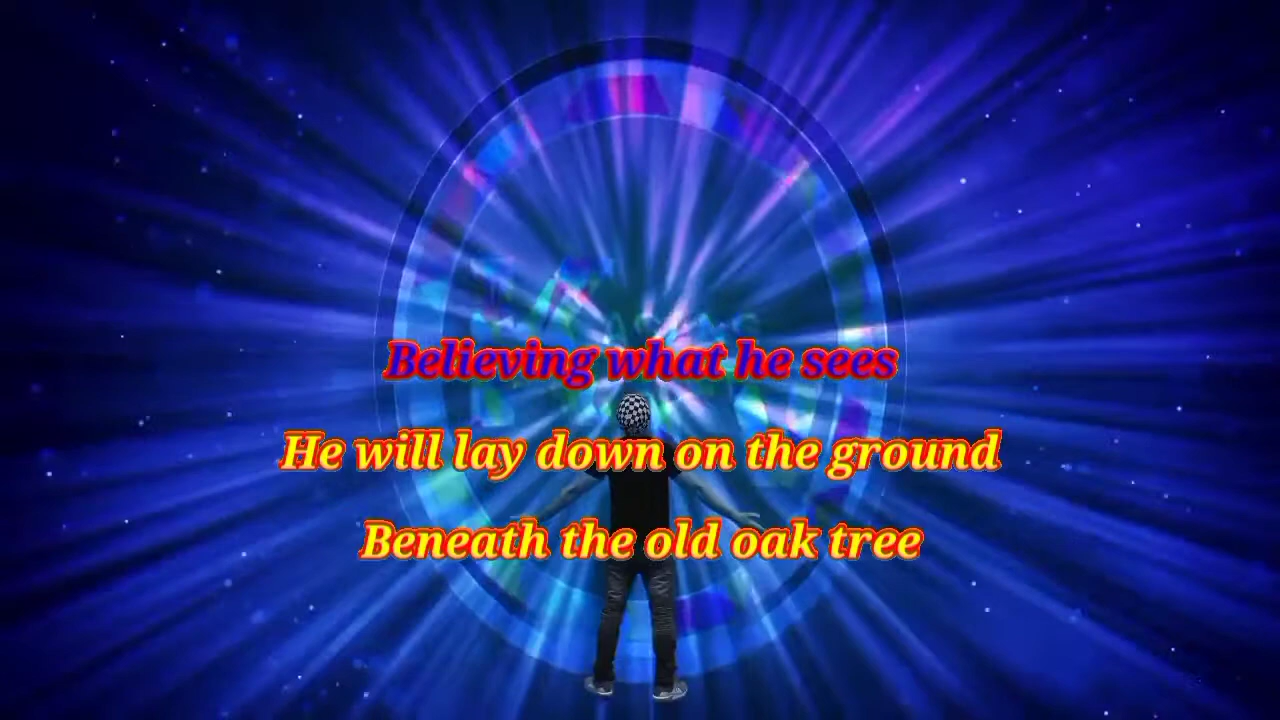 Believing what he sees
He will lay down on the ground
Beneath the old oak tree